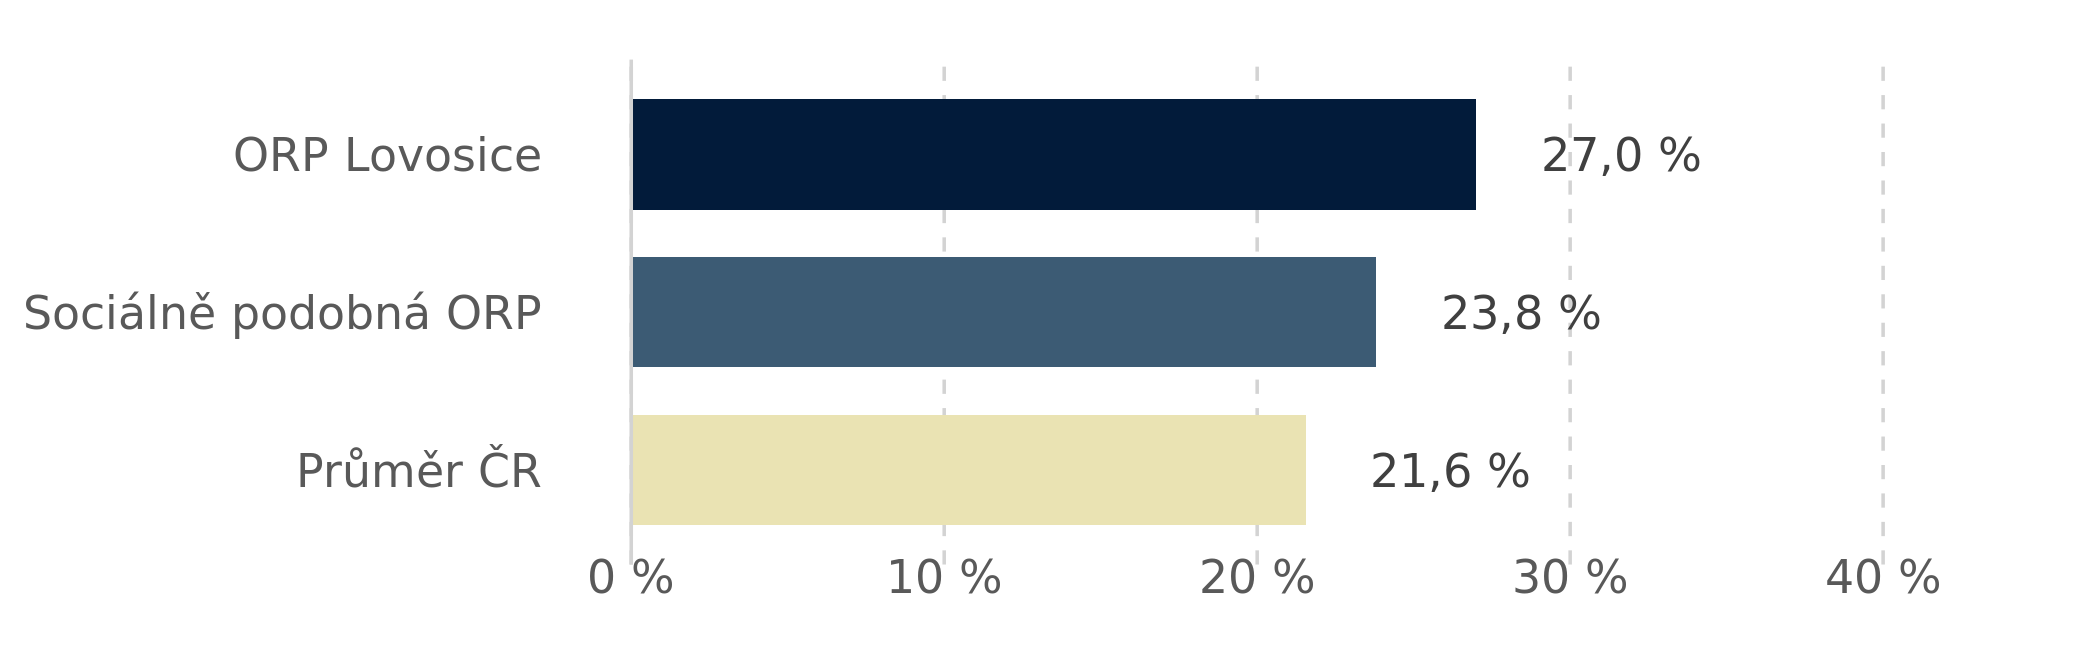 ORP Lovosice 27,0 %
Sociálně podobná ORP 23,8 %
Průměr ČR 21,6 %
0 % 10 % 20 % 30 % 40 %